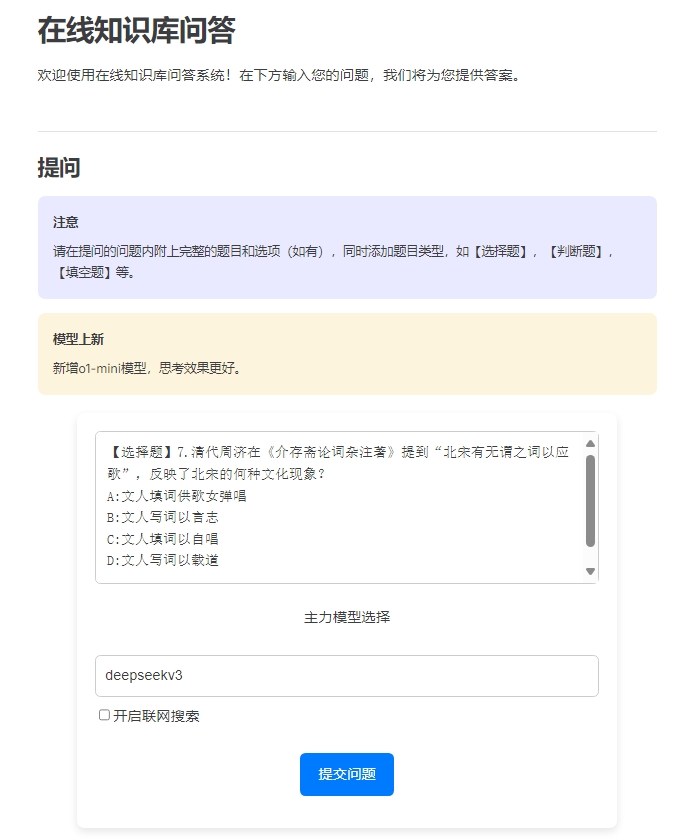 在线知识库问答
欢迎使用在线知识库问答系统！在下方输入您的问题，我们将为您提供答案。
提问
注意
请在提问的问题内附上完整的题目和选项（如有），同时添加题目类型，如【选择题】，【判断题】，
【填空题】等。
模型上新
新增o1-mini模型，思考效果更好。
【选择题】7.清代周济在《介存斋论词杂注著》提到“北宋有无谓之词以应
歌”，反映了北宋的何种文化现象？
A:文人填词供歌女弹唱
B:文人写词以言志
C:文人填词以自唱
D:文人写词以载道
主力模型选择
deepseekv3
开启联网搜索
提交问题